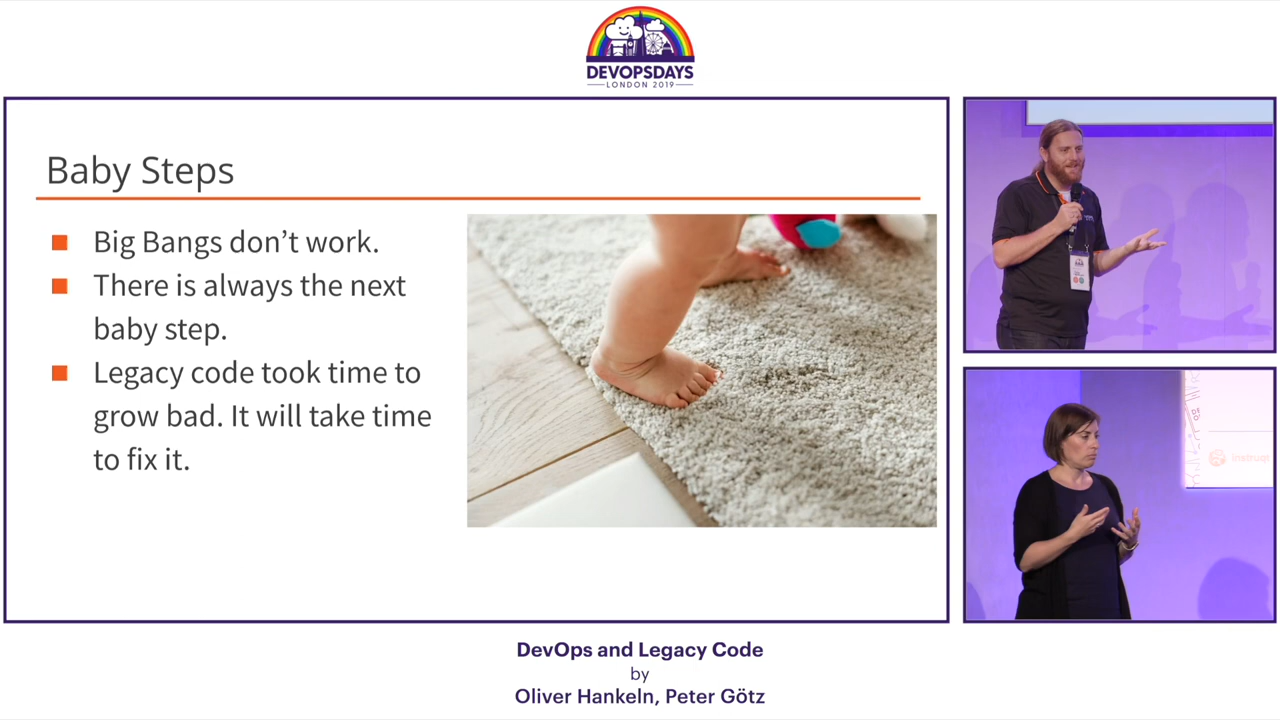 DEVOPSDAYS
LONDON 2019
Baby Steps
Big Bangs don't work.
There is always the next
baby step.
Legacy code took time to
grow bad. It will take time
to fix it.
instruqt
DevOps and Legacy Code
by
Oliver Hankeln, Peter Götz